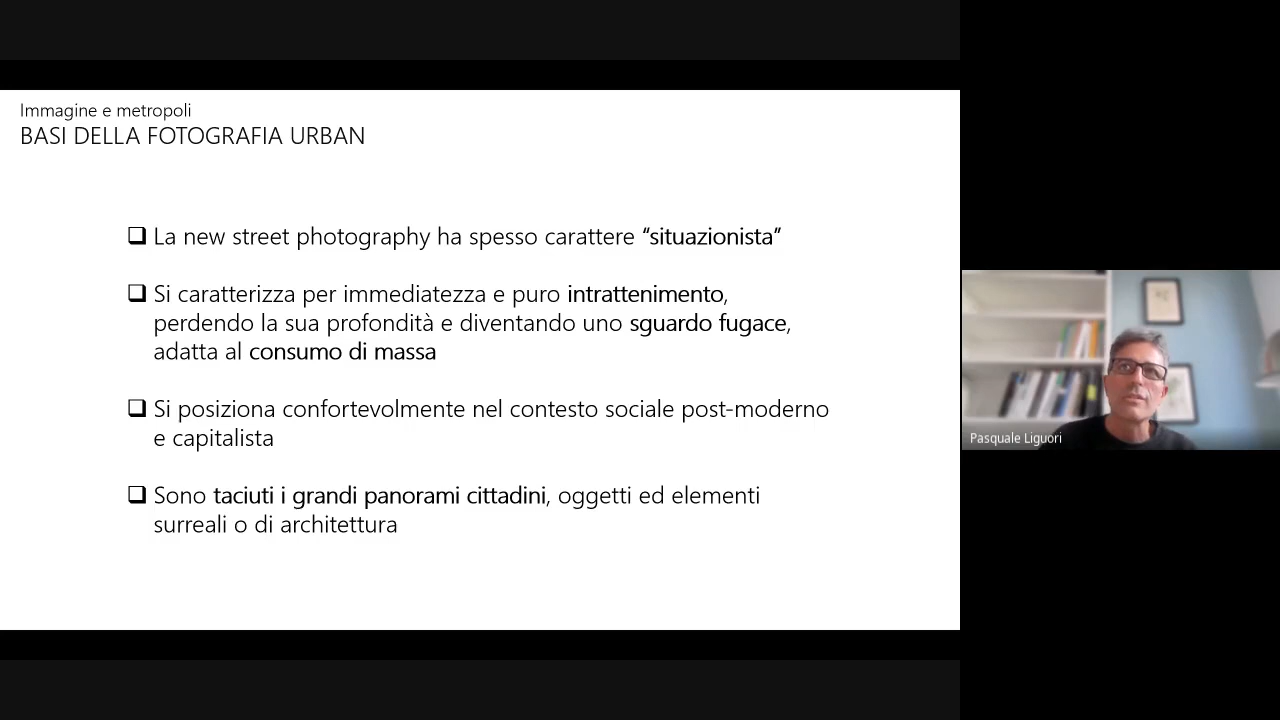 Immagine e metropoli
BASI DELLA FOTOGRAFIA URBAN
❑ La new street photography ha spesso carattere “situazionista”
❑ Si caratterizza per immediatezza e puro intrattenimento,
perdendo la sua profondità e diventando uno sguardo fugace,
adatta al consumo di massa
❑ Si posiziona confortevolmente nel contesto sociale post-moderno
e capitalista
❑ Sono taciuti i grandi panorami cittadini, oggetti ed elementi
surreali o di architettura
Pasquale Liguori